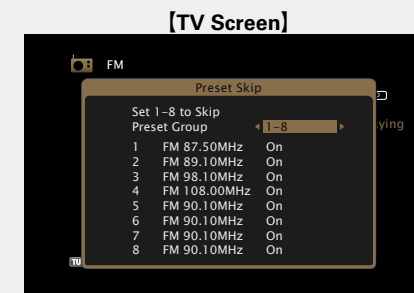 【TV Screen】
FM
Preset Skip
Set 1-8 to Skip
Preset Group 1-8
ying
1 FM 87.50MHz On
2 FM 89.10MHz On
3 FM 98.10MHz On
4 FM 108.00MHz On
5 FM 90.10MHz On
6 FM 90.10MHz On
7 FM 90.10MHz On
8 FM 90.10MHz On
TU